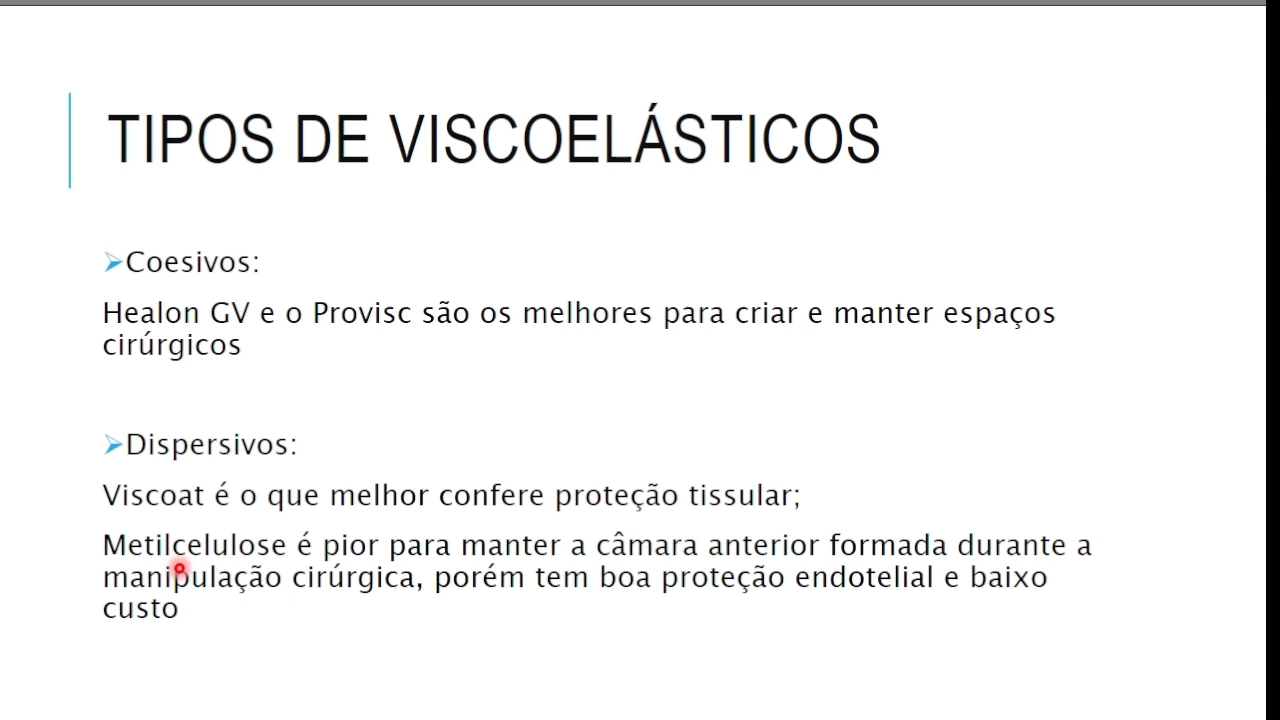 TIPOS DE VISCOELÁSTICOS
Coesivos:
Healon GV e o Provisc são os melhores para criar e manter espaços
cirúrgicos
Dispersivos:
Viscoat é o que melhor confere proteção tissular;
Metilcelulose é pior para manter a câmara anterior formada durante a
manipulação cirúrgica, porém tem boa proteção endotelial e baixo
custo